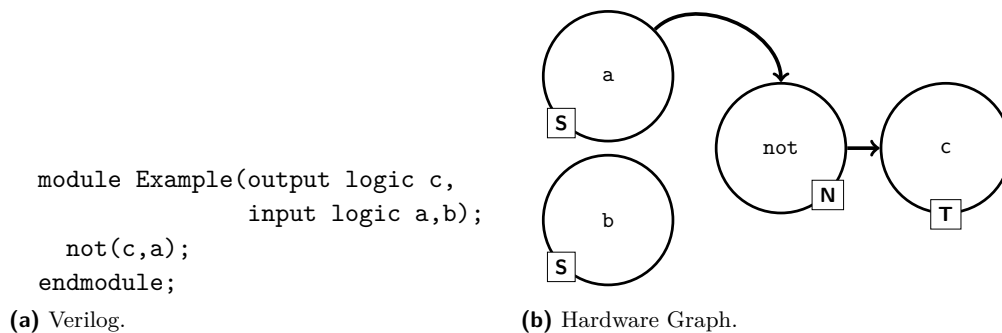 module Example(output logic c,
input logic a,b);
not(c,a);
endmodule;
(a) Verilog.
a
S
b
S
not
N
c
T
(b) Hardware Graph.